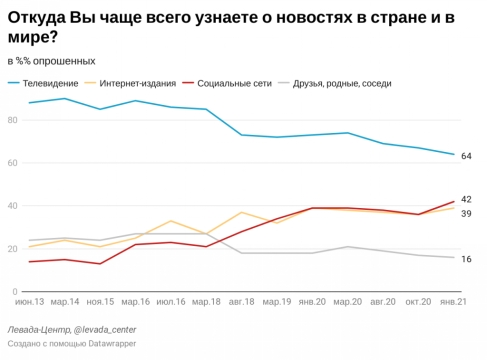 Откуда Вы чаще всего узнаете о новостях в стране и в
мире?
в %% опрошенных
Телевидение Интернет-издания Социальные сети Друзья, родные, соседи
80
60
40
20
0
64
42
39
16
июн.13 мар.14 ноя.15 мар.16 июл.16 мар.18 авг.18 мар.19 янв.20 мар.20 авг.20 окт.20 янв.21
Левада-Центр, @levada_center
Создано с помощью Datawrapper